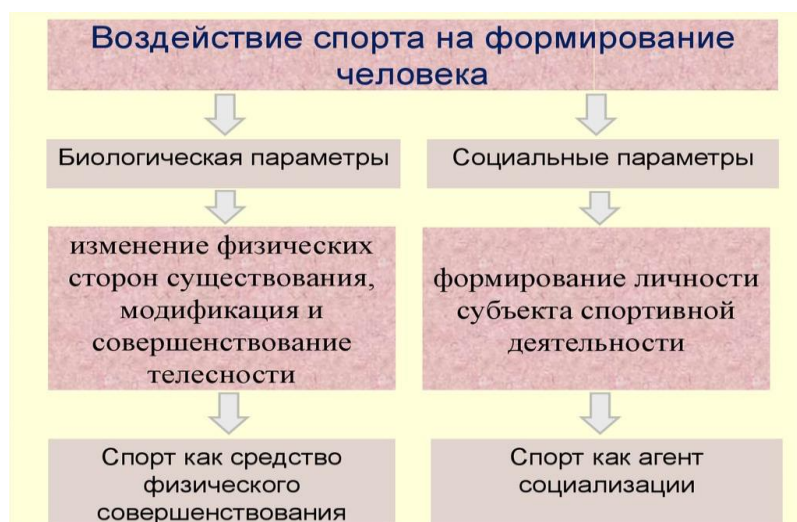 Воздействие спорта на формирование
человека
Биологическая параметры
Социальные параметры
изменение физических
сторон существования,
модификация и
совершенствование
телесности
формирование личности
субъекта спортивной
деятельности
Спорт как средство
физического
совершенствования
Спорт как агент
социализации